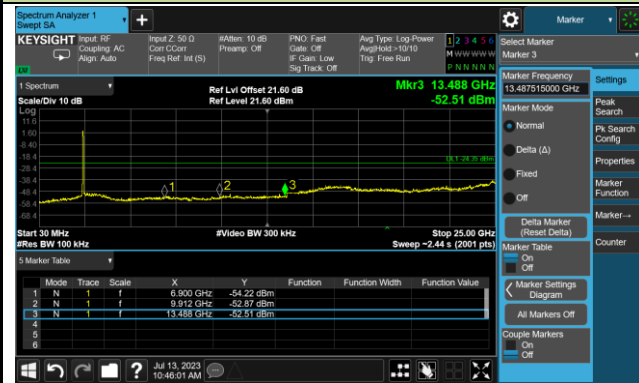 Spectrum Analyzer 1
Swept SA
+
Marker
KEYSIGHT
Input: RF
Coupling: AC
Align: Auto
Input Z: 50 Ω
Corr CCorr
Freq Ref: Int (S)
#Atten: 10 dB
Preamp: Off
PNO: Fast
Gate: Off
IF Gain: Low
Sig Track: Off
Avg Type: Log-Power
Avg|Hold:>10/10
Trig: Free Run
1 2 3 4 5 6
M W W W W W
P N N N N N
1 Spectrum
Scale/Div 10 dB
Log
Ref Lvl Offset 21.60 dB
Ref Level 21.60 dBm
Mkr3 13.488 GHz
-52.51 dBm
11.6
1.60
-8.40
-18.4
-28.4
-38.4
-48.4
-58.4
-68.4
DL1 -24.35 dBm
1
2
3
Start 30 MHz
#Res BW 100 kHz
#Video BW 300 kHz
Stop 25.00 GHz
Sweep ~2.44 s (2001 pts)
5 Marker Table
Mode Trace Scale X Y Function Function Width Function Value
1 N 1 f 6.900 GHz -54.22 dBm
2 N 1 f 9.912 GHz -52.87 dBm
3 N 1 f 13.488 GHz -52.51 dBm
4
5
6
Select Marker
Marker 3
Marker Frequency
13.487515000 GHz
Marker Mode
Normal
Delta (Δ)
Fixed
Off
Delta Marker
(Reset Delta)
Marker Table
On
Off
Marker Settings
Diagram
All Markers Off
Couple Markers
On
Off
Settings
Peak
Search
Pk Search
Config
Properties
Marker
Function
Marker→
Counter
?
Jul 13, 2023
10:46:01 AM